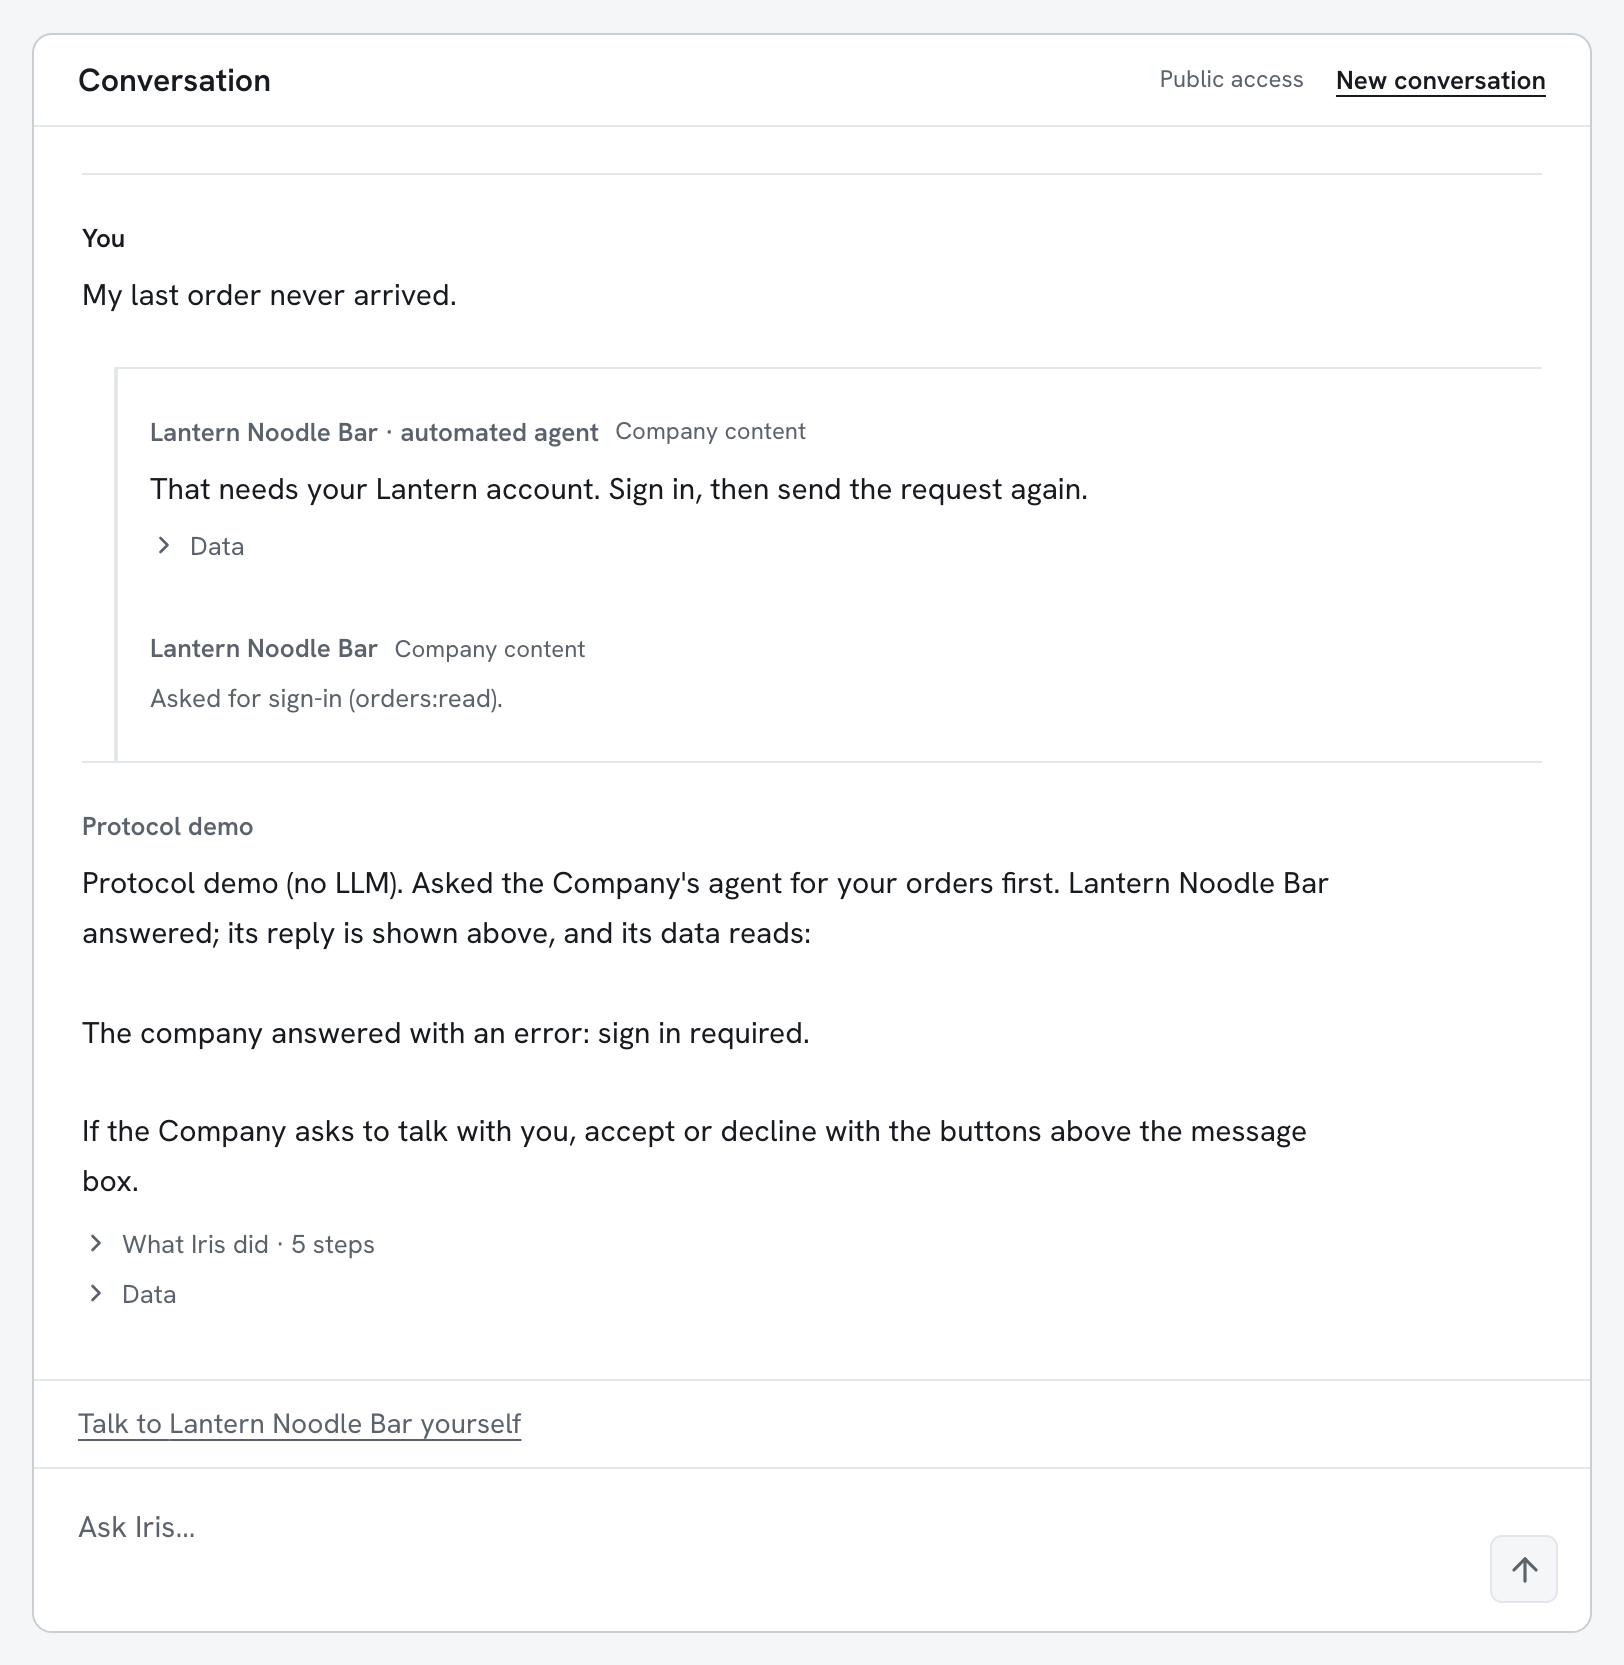 Conversation
Public access
New conversation
You
My last order never arrived.
Lantern Noodle Bar · automated agent Company content
That needs your Lantern account. Sign in, then send the request again.
Data
Lantern Noodle Bar Company content
Asked for sign-in (orders:read).
Protocol demo
Protocol demo (no LLM). Asked the Company's agent for your orders first. Lantern Noodle Bar
answered; its reply is shown above, and its data reads:
The company answered with an error: sign in required.
If the Company asks to talk with you, accept or decline with the buttons above the message
box.
What Iris did · 5 steps
Data
Talk to Lantern Noodle Bar yourself
Ask Iris...